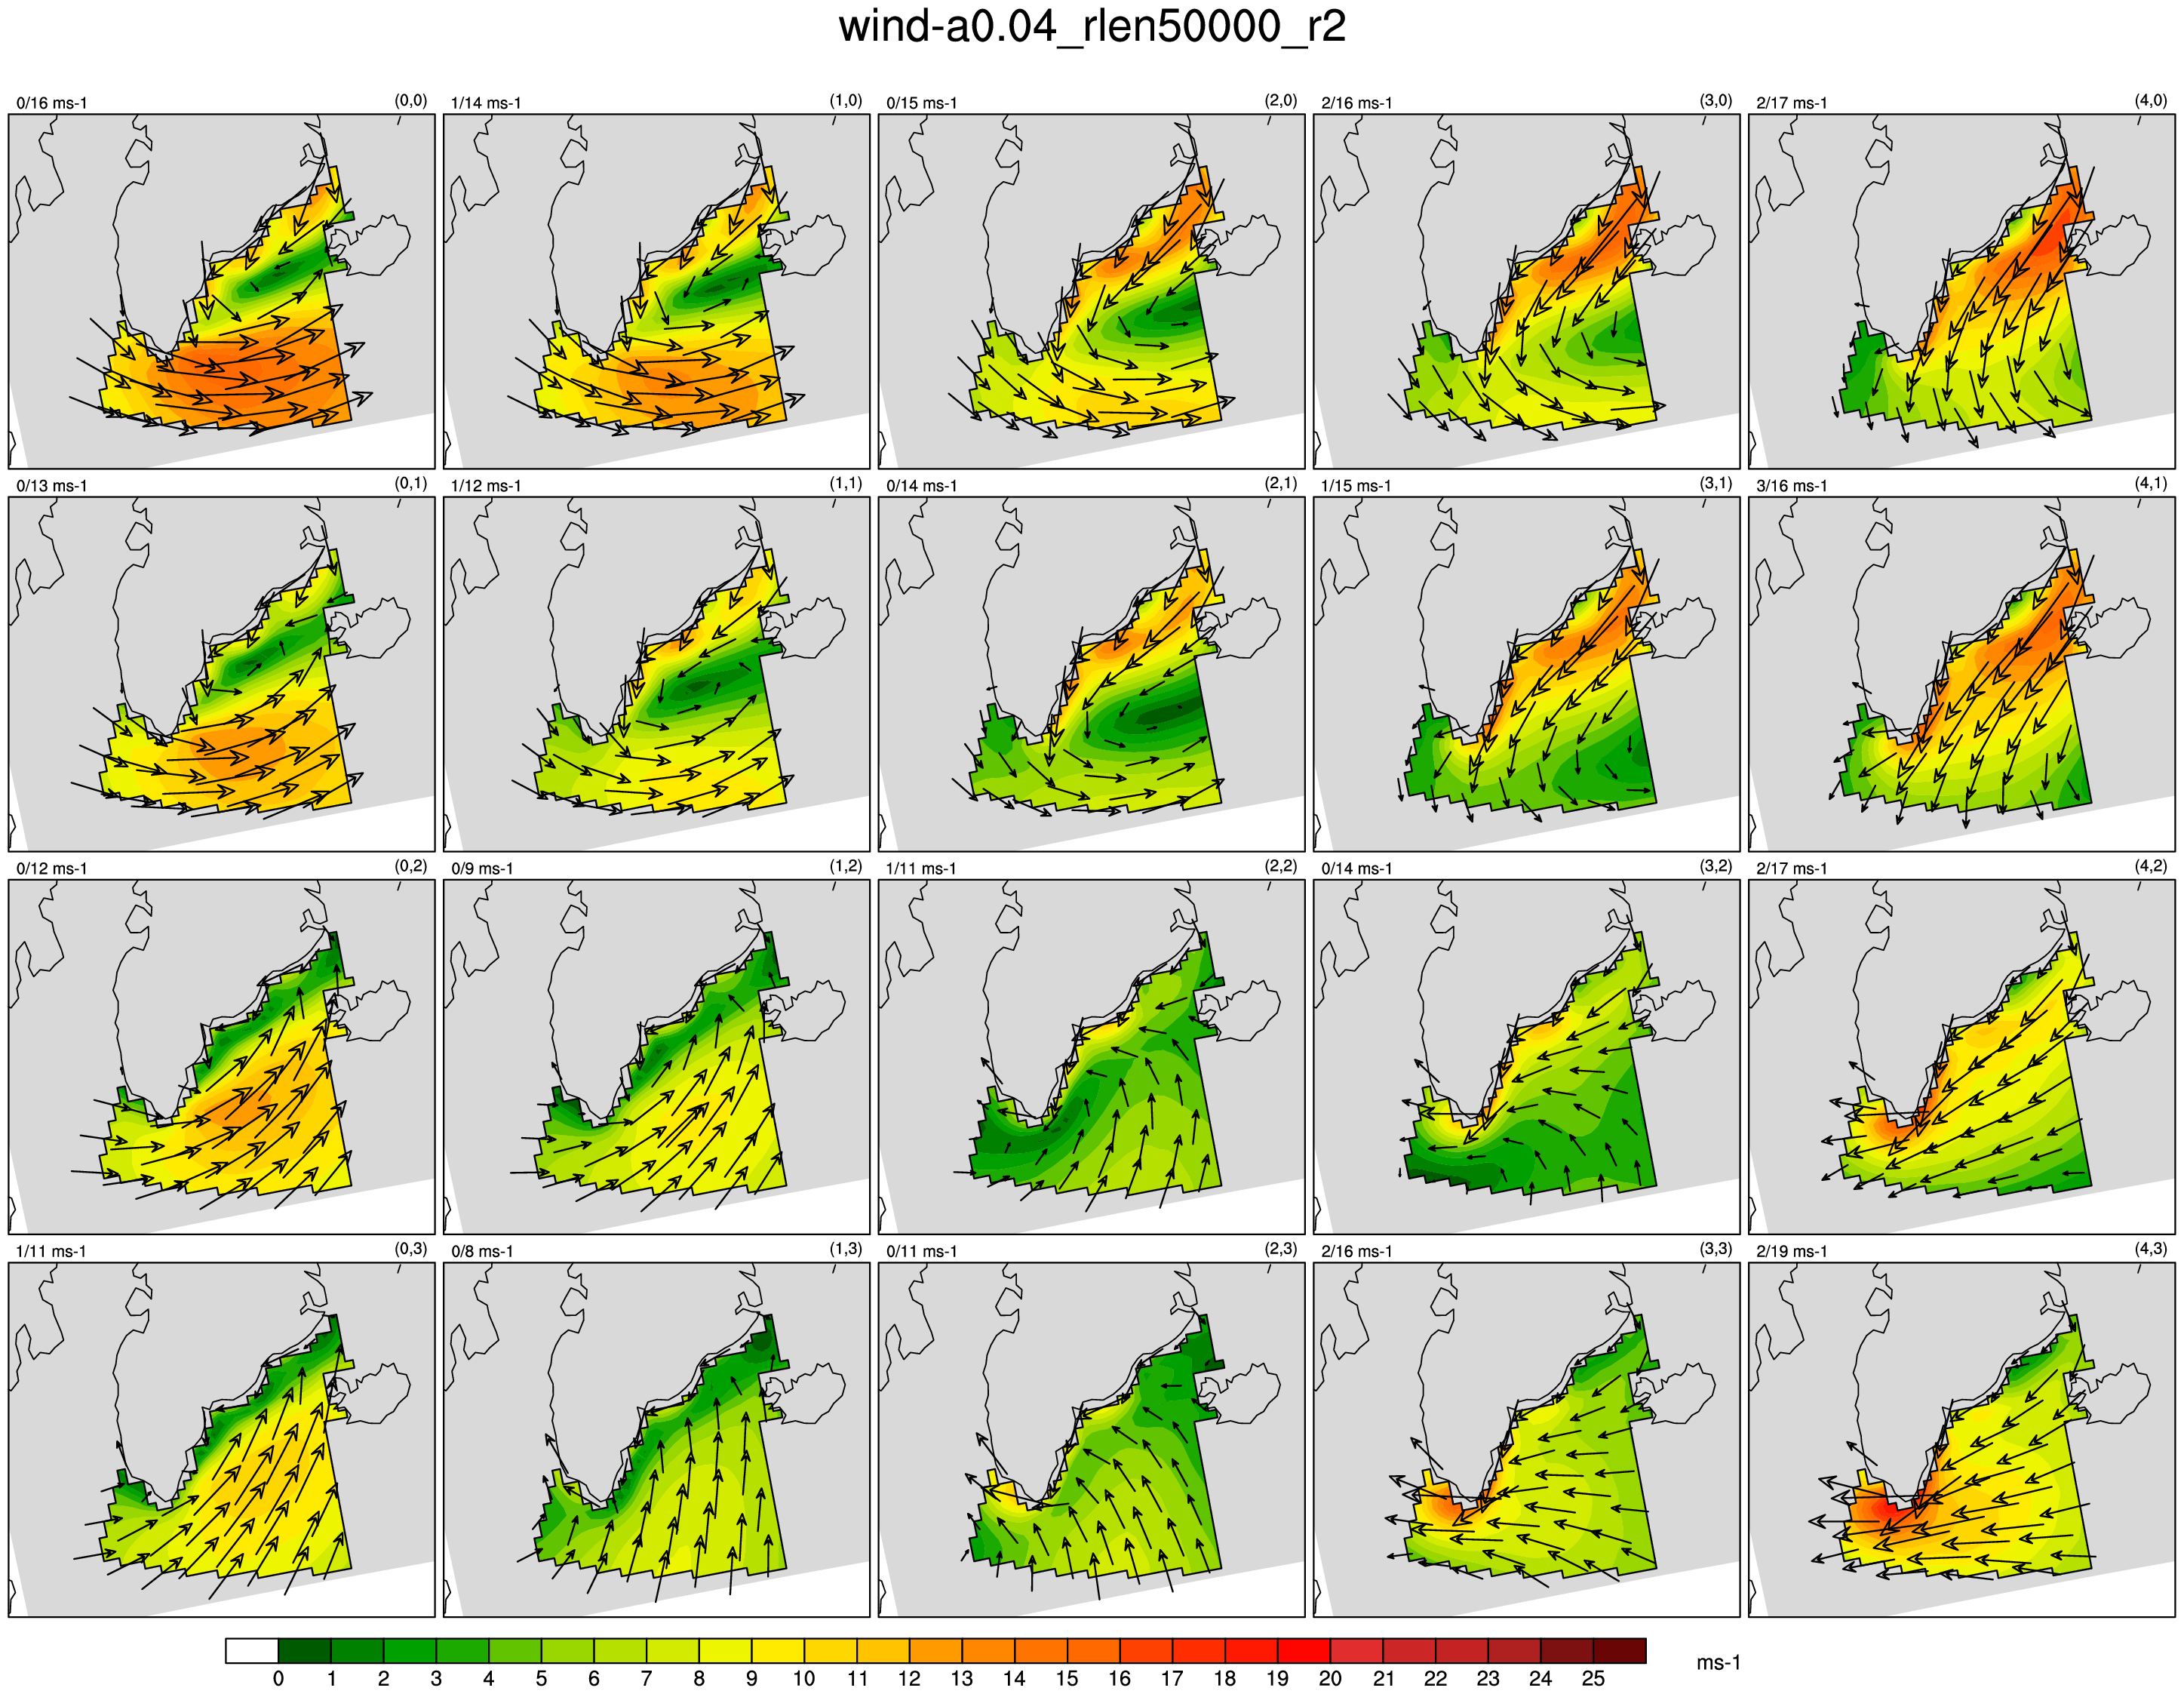 wind-a0.04_rlen50000_r2
0/16 ms-1 (0,0) 1/14 ms-1 (1,0) 0/15 ms-1 (2,0) 2/16 ms-1 (3,0) 2/17 ms-1 (4,0)
0/13 ms-1 (0,1) 1/12 ms-1 (1,1) 0/14 ms-1 (2,1) 1/15 ms-1 (3,1) 3/16 ms-1 (4,1)
0/12 ms-1 (0,2) 0/9 ms-1 (1,2) 1/11 ms-1 (2,2) 0/14 ms-1 (3,2) 2/17 ms-1 (4,2)
1/11 ms-1 (0,3) 0/8 ms-1 (1,3) 0/11 ms-1 (2,3) 2/16 ms-1 (3,3) 2/19 ms-1 (4,3)
0 1 2 3 4 5 6 7 8 9 10 11 12 13 14 15 16 17 18 19 20 21 22 23 24 25 ms-1